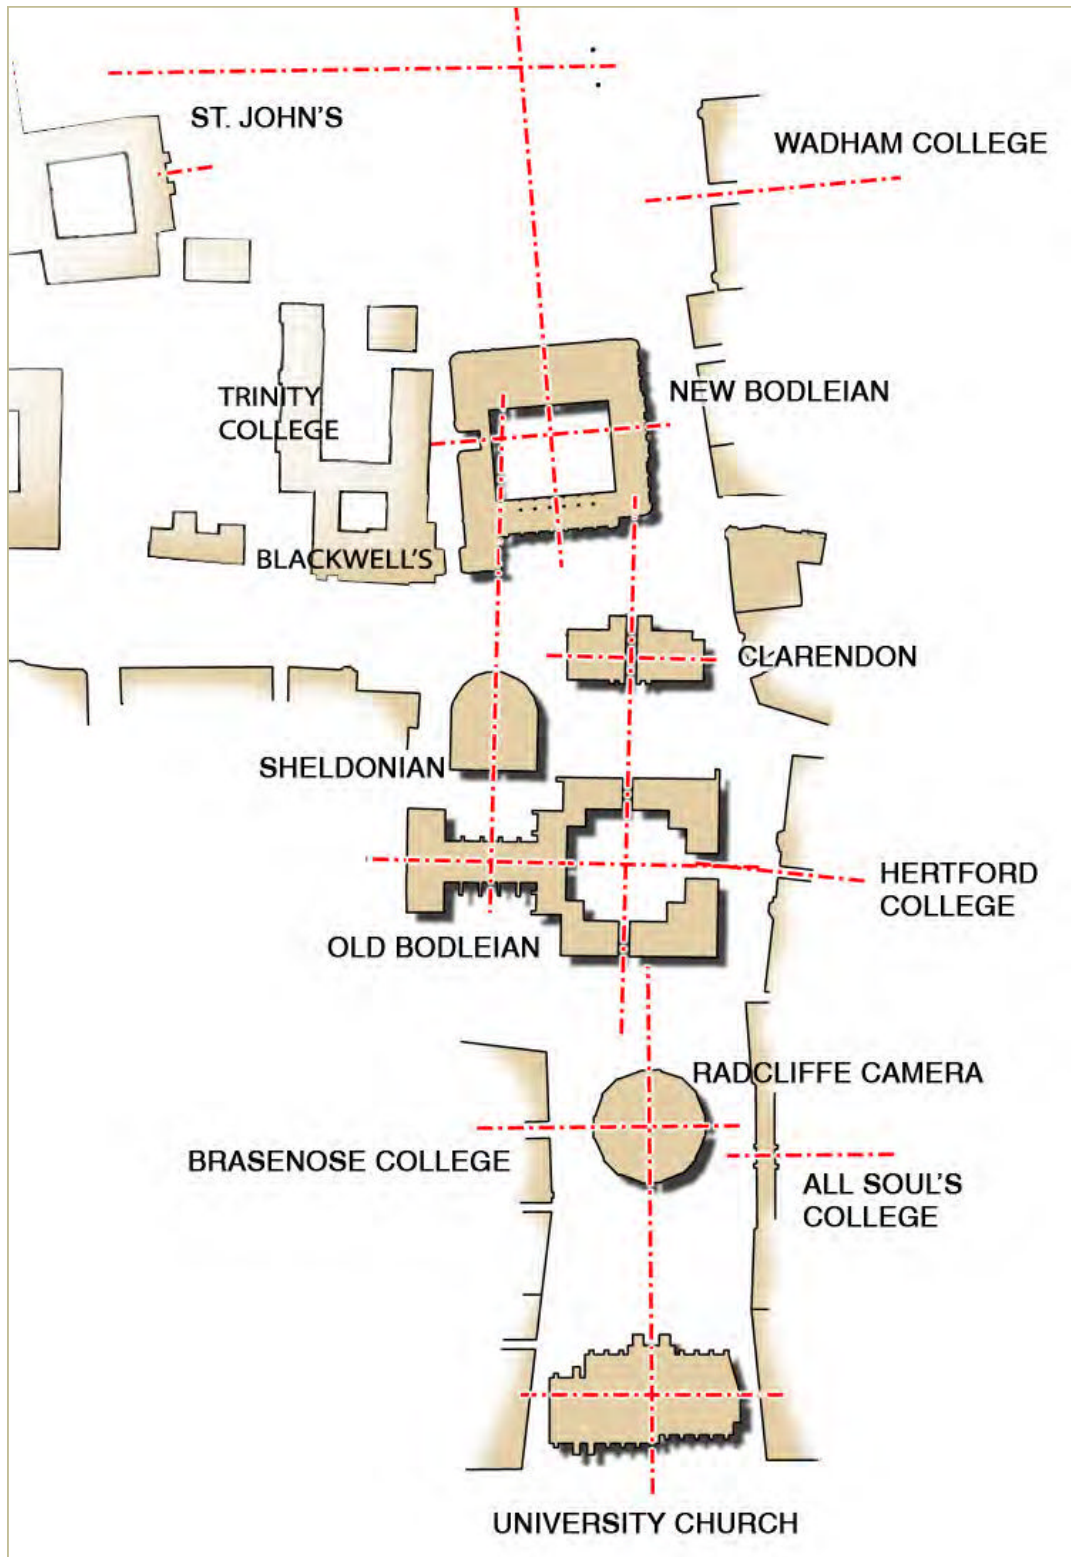 ST. JOHN'S
WADHAM COLLEGE
TRINITY
COLLEGE
NEW BODLEIAN
BLACKWELL'S
CLARENDON
SHELDONIAN
HERTFORD
COLLEGE
OLD BODLEIAN
RADCLIFFE CAMERA
BRASENOSE COLLEGE
ALL SOUL'S
COLLEGE
UNIVERSITY CHURCH